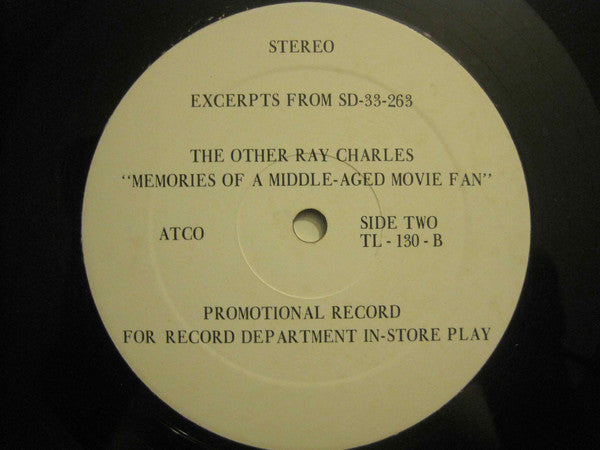 STEREO
EXCERPTS FROM SD-33-263
THE OTHER RAY CHARLES
"MEMORIES OF A MIDDLE-AGED MOVIE FAN"
ATCO
SIDE TWO
TL - 130 - B
PROMOTIONAL RECORD
FOR RECORD DEPARTMENT IN-STORE PLAY